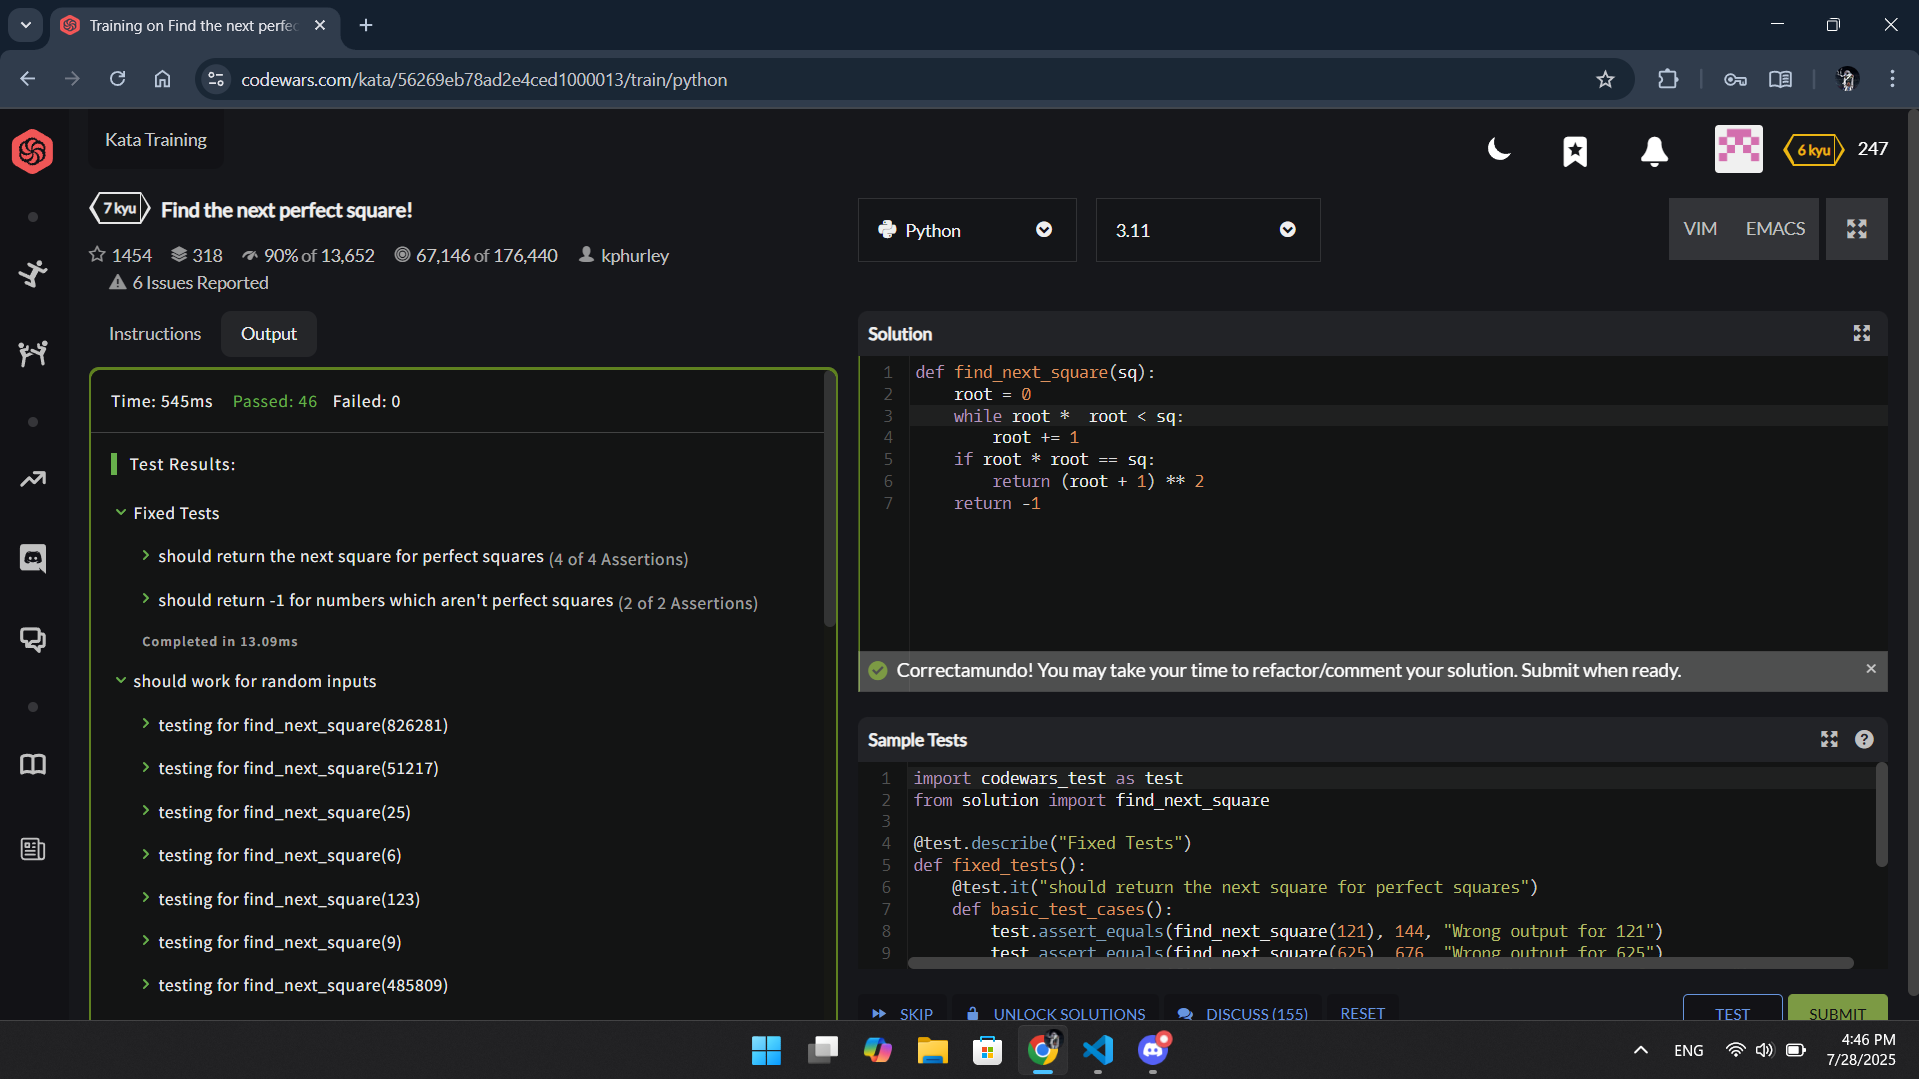 Training on Find the next perfec
codewars.com/kata/56269eb78ad2e4ced1000013/train/python
Kata Training
6 kyu
247
7 kyu
Find the next perfect square!
1454
318
90% of 13,652
67,146 of 176,440
kphurley
6 Issues Reported
Python
3.11
VIM
EMACS
Instructions
Output
Time: 545ms Passed: 46 Failed: 0
Test Results:
Fixed Tests
should return the next square for perfect squares (4 of 4 Assertions)
should return -1 for numbers which aren't perfect squares (2 of 2 Assertions)
Completed in 13.09ms
should work for random inputs
testing for find_next_square(826281)
testing for find_next_square(51217)
testing for find_next_square(25)
testing for find_next_square(6)
testing for find_next_square(123)
testing for find_next_square(9)
testing for find_next_square(485809)
Solution
1 def find_next_square(sq):
2     root = 0
3     while root *  root < sq:
4         root += 1
5     if root * root == sq:
6         return (root + 1) ** 2
7     return -1
Correctamundo! You may take your time to refactor/comment your solution. Submit when ready.
Sample Tests
1 import codewars_test as test
2 from solution import find_next_square
3
4 @test.describe("Fixed Tests")
5 def fixed_tests():
6     @test.it("should return the next square for perfect squares")
7     def basic_test_cases():
8         test.assert_equals(find_next_square(121), 144, "Wrong output for 121")
9         test.assert_equals(find_next_square(625), 676, "Wrong output for 625")
SKIP
UNLOCK SOLUTIONS
DISCUSS (155)
RESET
TEST
SUBMIT
ENG
4:46 PM
7/28/2025